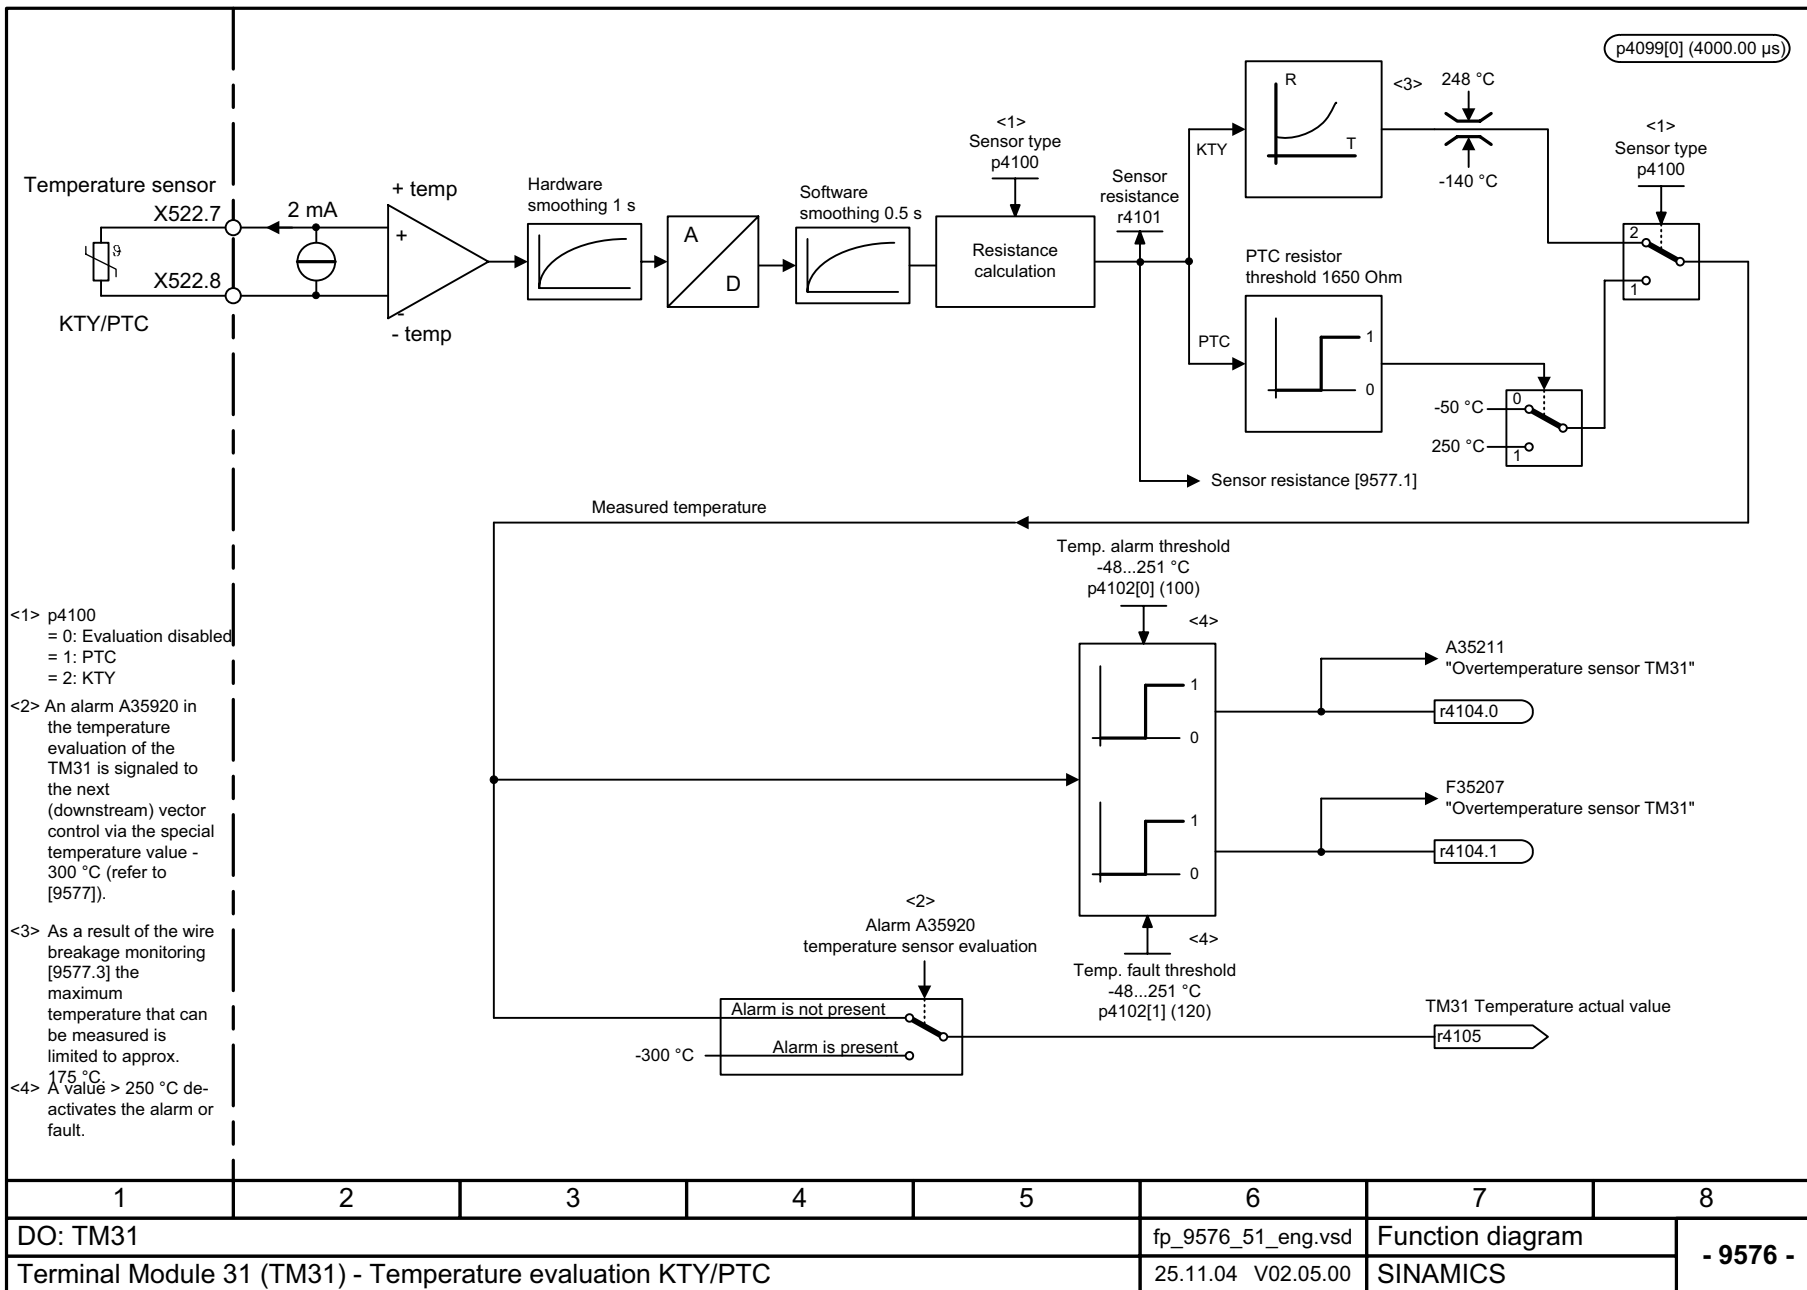 p4099[0] (4000.00 µs)
Temperature sensor
X522.7
X522.8
ϑ
KTY/PTC
2 mA
+ temp
+
-
- temp
Hardware
smoothing 1 s
A
D
Software
smoothing 0.5 s
<1>
Sensor type
p4100
Resistance
calculation
Sensor
resistance
r4101
KTY
R
T
<3>
248 °C
-140 °C
<1>
Sensor type
p4100
2
1
PTC resistor
threshold 1650 Ohm
PTC
1
0
-50 °C
250 °C
0
1
Sensor resistance [9577.1]
Measured temperature
Temp. alarm threshold
-48...251 °C
p4102[0] (100)
<4>
1
0
1
0
A35211
"Overtemperature sensor TM31"
r4104.0
F35207
"Overtemperature sensor TM31"
r4104.1
<4>
Temp. fault threshold
-48...251 °C
p4102[1] (120)
<2>
Alarm A35920
temperature sensor evaluation
Alarm is not present
-300 °C
Alarm is present
TM31 Temperature actual value
r4105
<1> p4100
= 0: Evaluation disabled
= 1: PTC
= 2: KTY
<2> An alarm A35920 in
the temperature
evaluation of the
TM31 is signaled to
the next
(downstream) vector
control via the special
temperature value -
300 °C (refer to
[9577]).
<3> As a result of the wire
breakage monitoring
[9577.3] the
maximum
temperature that can
be measured is
limited to approx.
175 °C.
<4> A value > 250 °C de-
activates the alarm or
fault.
1 2 3 4 5 6 7 8
DO: TM31
fp_9576_51_eng.vsd
Function diagram
- 9576 -
Terminal Module 31 (TM31) - Temperature evaluation KTY/PTC
25.11.04 V02.05.00
SINAMICS